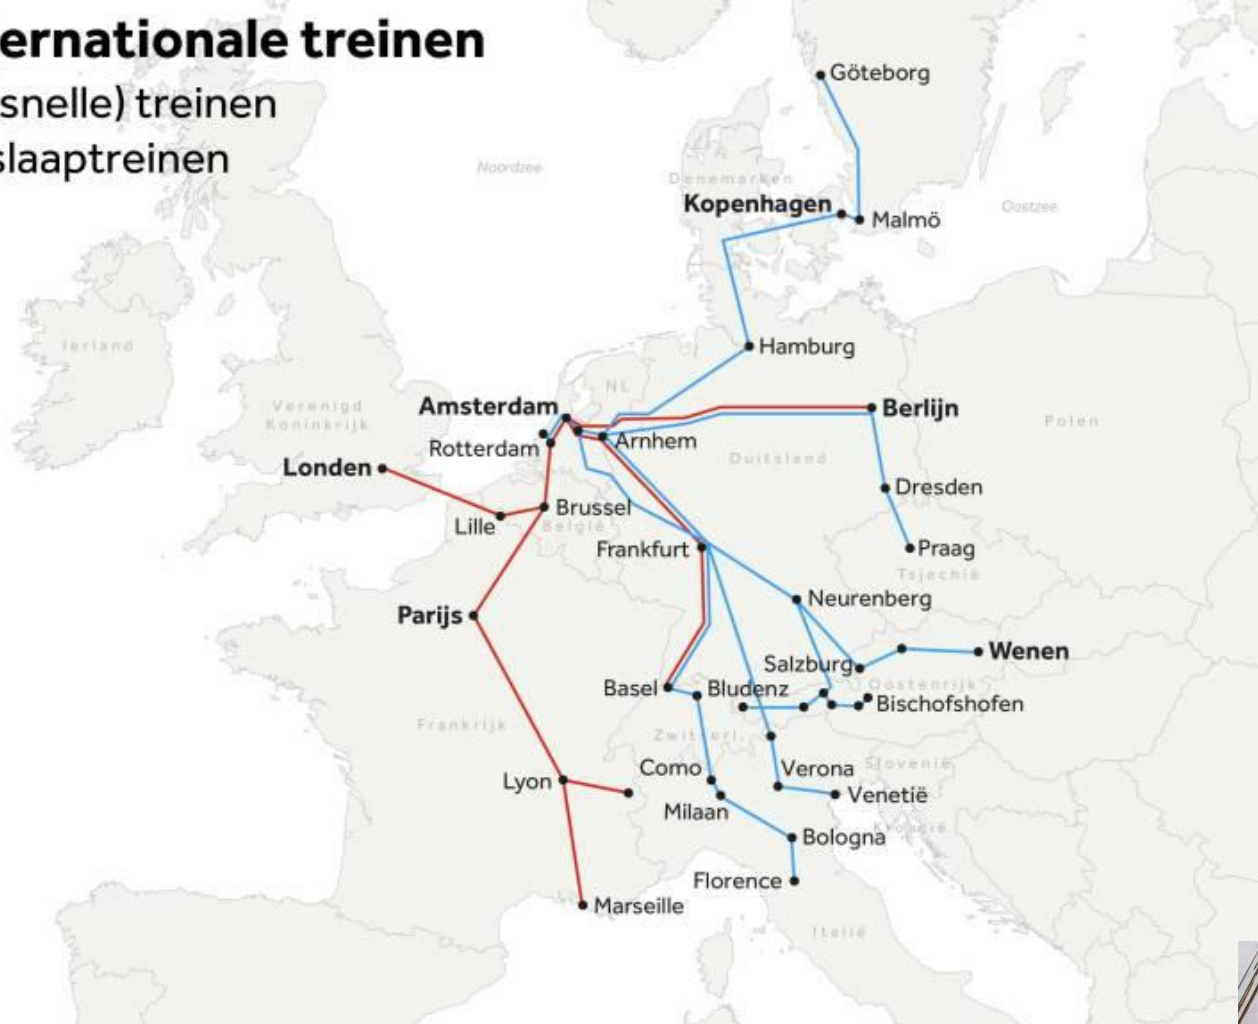 ernationale treinen
snelle) treinen
slaaptreinen
Göteborg
Noordzee
Denemarken
Kopenhagen
Malmö
Oostzee
Ierland
Hamburg
NL
Amsterdam
Berlijn
Verenigd
Koninkrijk
Polen
Rotterdam
Arnhem
Duitsland
Londen
Dresden
Brussel
Lille
België
Frankfurt
Praag
Tsjechië
Neurenberg
Parijs
Wenen
Salzburg
Oostenrijk
Basel
Bludenz
Bischofshofen
Frankrijk
Zwitserl.
Como
Verona
Slovenië
Lyon
Milaan
Venetië
Kroatië
Bologna
Florence
Marseille
Italië